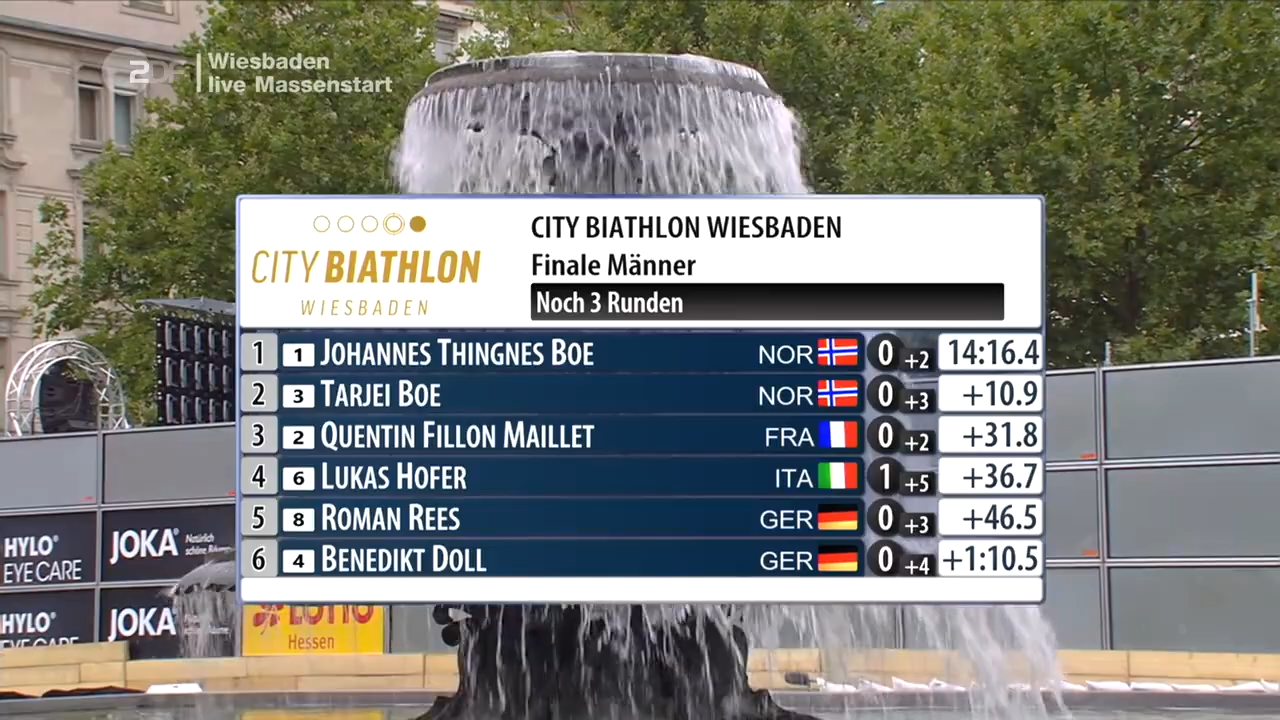 ZDF
Wiesbaden
live Massenstart
CITY BIATHLON
WIESBADEN
CITY BIATHLON WIESBADEN
Finale Männer
Noch 3 Runden
1 1 JOHANNES THINGNES BOE NOR 0 +2 14:16.4
2 3 TARJEI BOE NOR 0 +3 +10.9
3 2 QUENTIN FILLON MAILLET FRA 0 +2 +31.8
4 6 LUKAS HOFER ITA 1 +5 +36.7
5 8 ROMAN REES GER 0 +3 +46.5
6 4 BENEDIKT DOLL GER 0 +4 +1:10.5
HYLO®
EYE CARE
JOKA® Natürlich
schöne
HYLO®
EYE CARE
JOKA®
LOTTO
Hessen